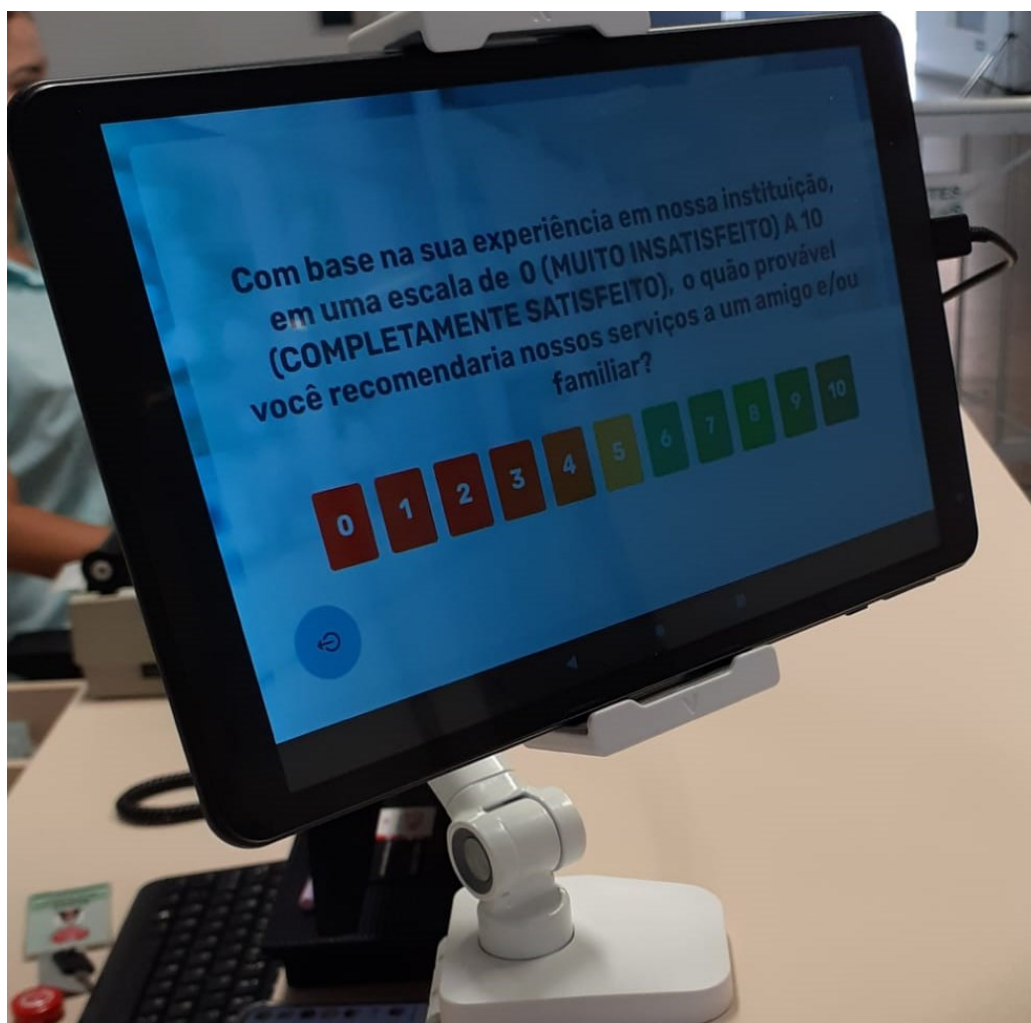 Com base na sua experiência em nossa instituição,
em uma escala de 0 (MUITO INSATISFEITO) A 10
(COMPLETAMENTE SATISFEITO), o quão provável
você recomendaria nossos serviços a um amigo e/ou
familiar?
0 1 2 3 4 5 6 7 8 9 10